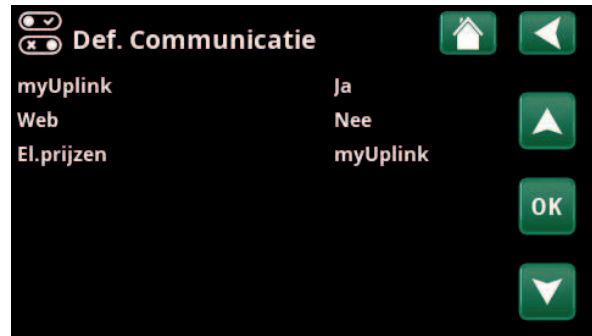 Def. Communicatie
myUplink Ja
Web Nee
El.prijzen myUplink
OK